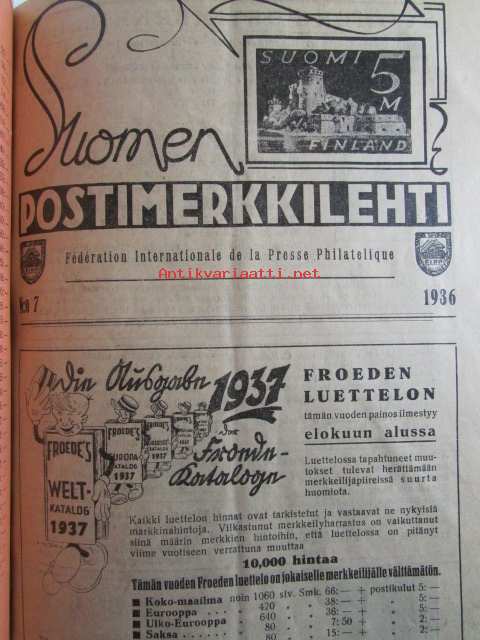 Suomen
SUOMI 5
M
FINLAND
POSTIMERKKILEHTI
Fédération Internationale de la Presse Philatelique
Antikvariaatti.net
N:o 7
1936
Die Ausgabe 1937
der
Froede-
Kataloge
FROEDE'S
WELT-
KATALOG
1937
FROEDE'S
EUROPA
KATALOG
1937
FROEDEN
LUETTELON
tämän vuoden painos ilmestyy
elokuun alussa
Luettelossa tapahtuneet muu-
tokset tulevat herättämään
merkkeilijäpiireissä suurta
huomiota.
Kaikki luettelon hinnat ovat tarkistetut ja vastaavat ne nykyisiä
markkinahintoja. Vilkastunut merkkeilyharrastus on vaikuttanut
siinä määrin merkkien hintoihin, että luettelossa on pitänyt
viime vuotiseen verrattuna muuttaa
10,000 hintaa
Tämän vuoden Froeden luettelo on jokaiselle merkkeilijälle välttämätön.
Koko-maailma noin 1060 siv. Smk. 66:— + postikulut 5:—
Eurooppa 420 38:— + 5:—
Ulko-Eurooppa 640 36:— + 5:—
Saksa 80 7:50 + 2:—
80 15:— +